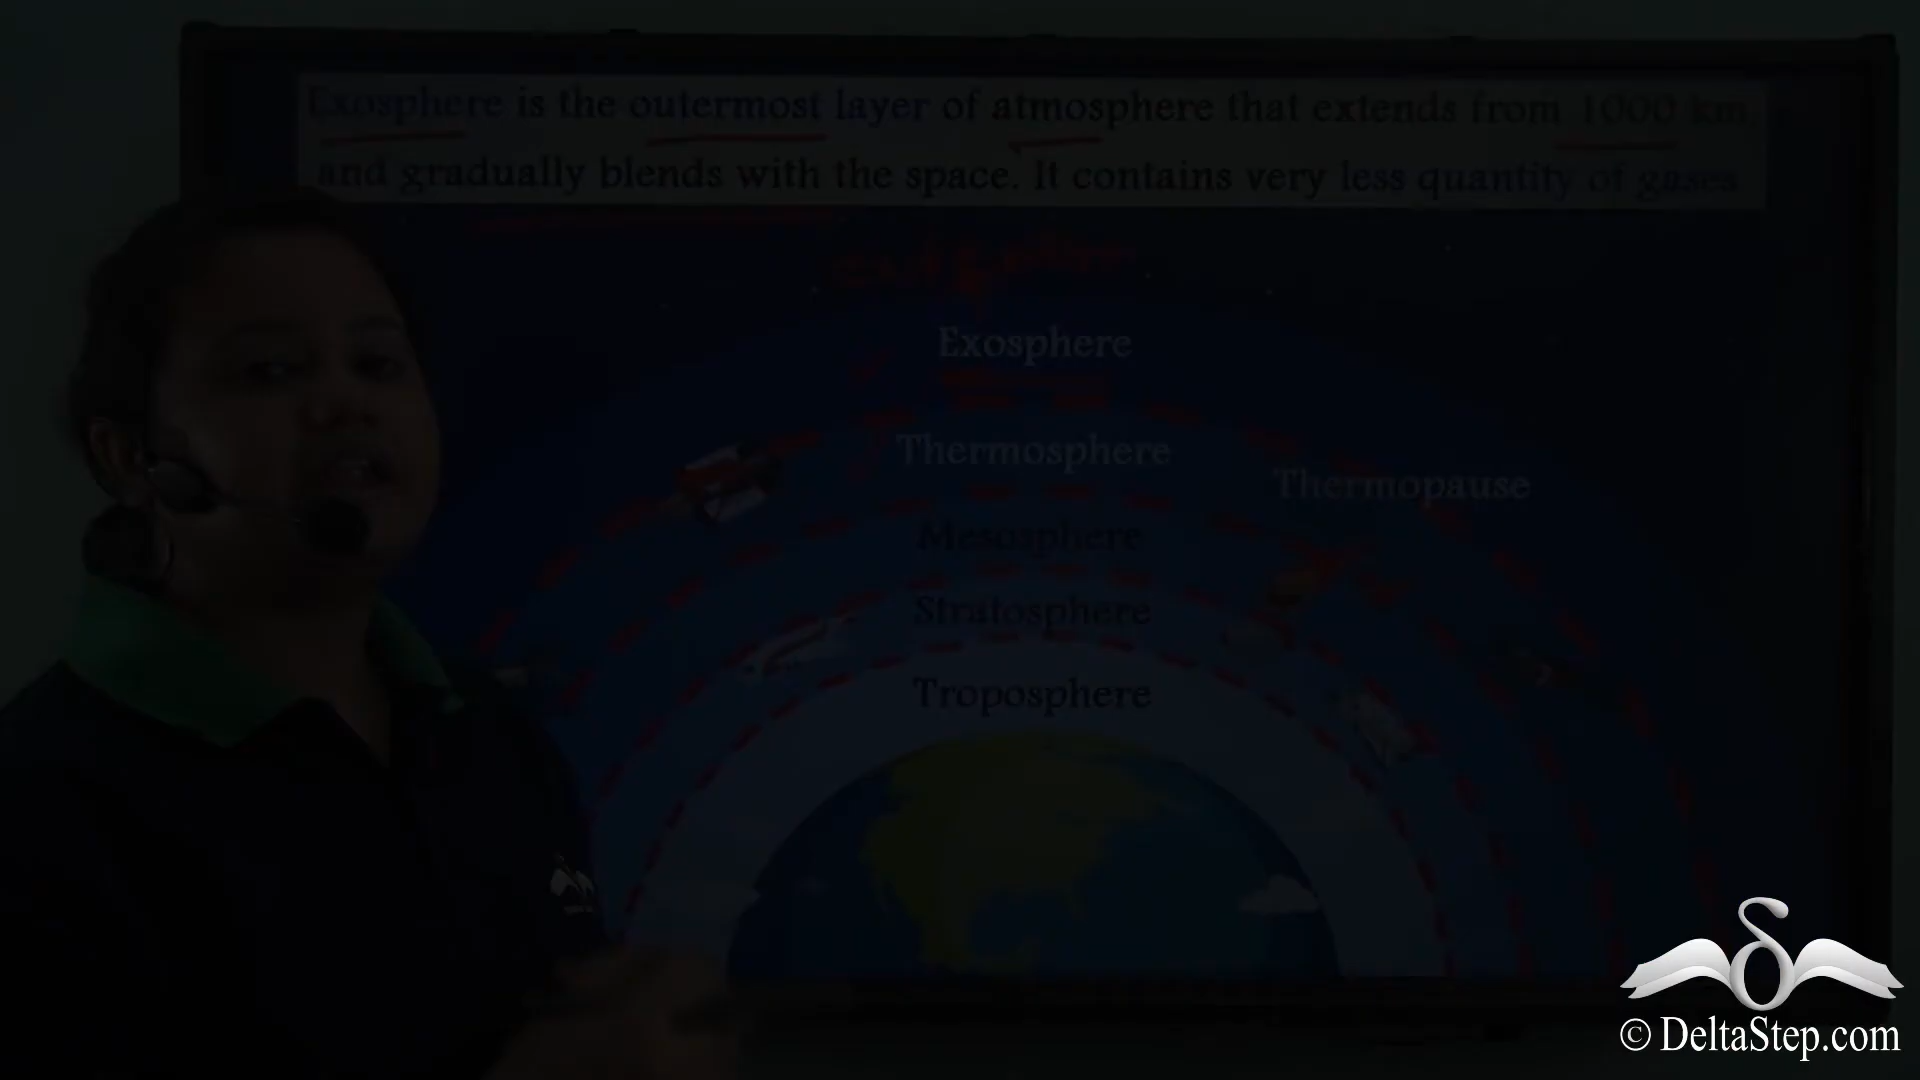 Exosphere is the outermost layer of atmosphere that extends from 1000 km,
and gradually blends with the space. It contains very less quantity of gases
Exosphere
Thermosphere
Thermopause
Mesosphere
Stratosphere
Troposphere
© DeltaStep.com